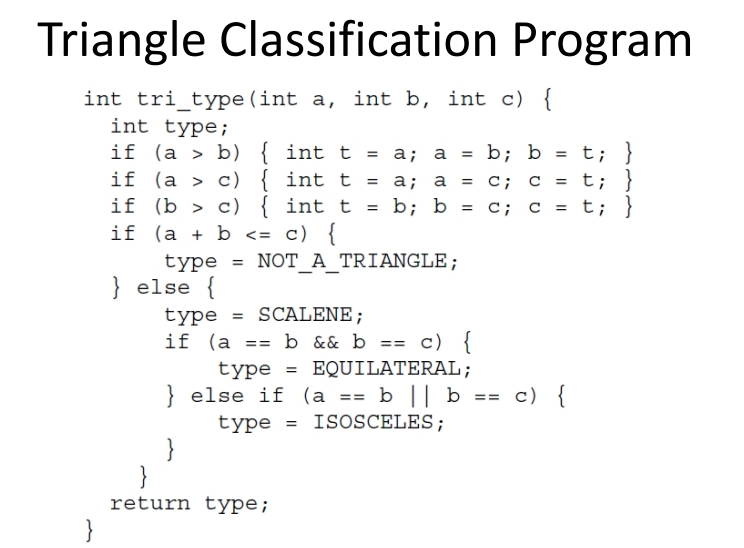 Triangle Classification Program
int tri_type(int a, int b, int c) {
int type;
if (a > b) { int t = a; a = b; b = t; }
if (a > c) { int t = a; a = c; c = t; }
if (b > c) { int t = b; b = c; c = t; }
if (a + b <= c) {
type = NOT_A_TRIANGLE;
} else {
type = SCALENE;
if (a == b && b == c) {
type = EQUILATERAL;
} else if (a == b || b == c) {
type = ISOSCELES;
}
}
return type;
}